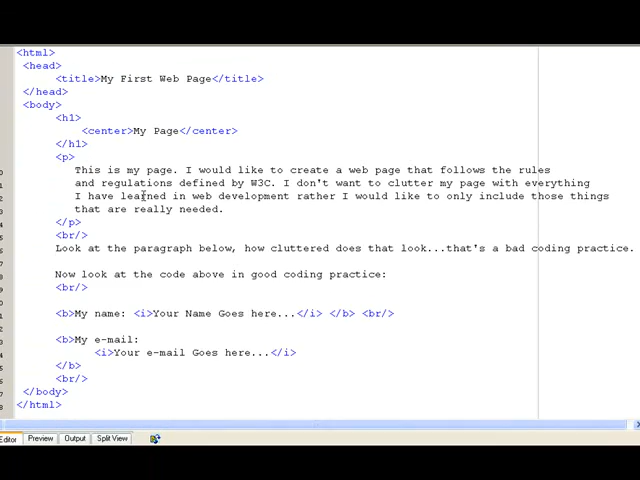 <html>
<head>
<title>My First Web Page</title>
</head>
<body>
<h1>
<center>My Page</center>
</h1>
<p>
This is my page. I would like to create a web page that follows the rules
and regulations defined by W3C. I don't want to clutter my page with everything
I have learned in web development rather I would like to only include those things
that are really needed.
</p>
<br/>
Look at the paragraph below, how cluttered does that look...that's a bad coding practice.
Now look at the code above in good coding practice:
<br/>
<b>My name: <i>Your Name Goes here...</i> </b> <br/>
<b>My e-mail:
<i>Your e-mail Goes here...</i>
</b>
<br/>
</body>
</html>
Editor Preview Output Split View